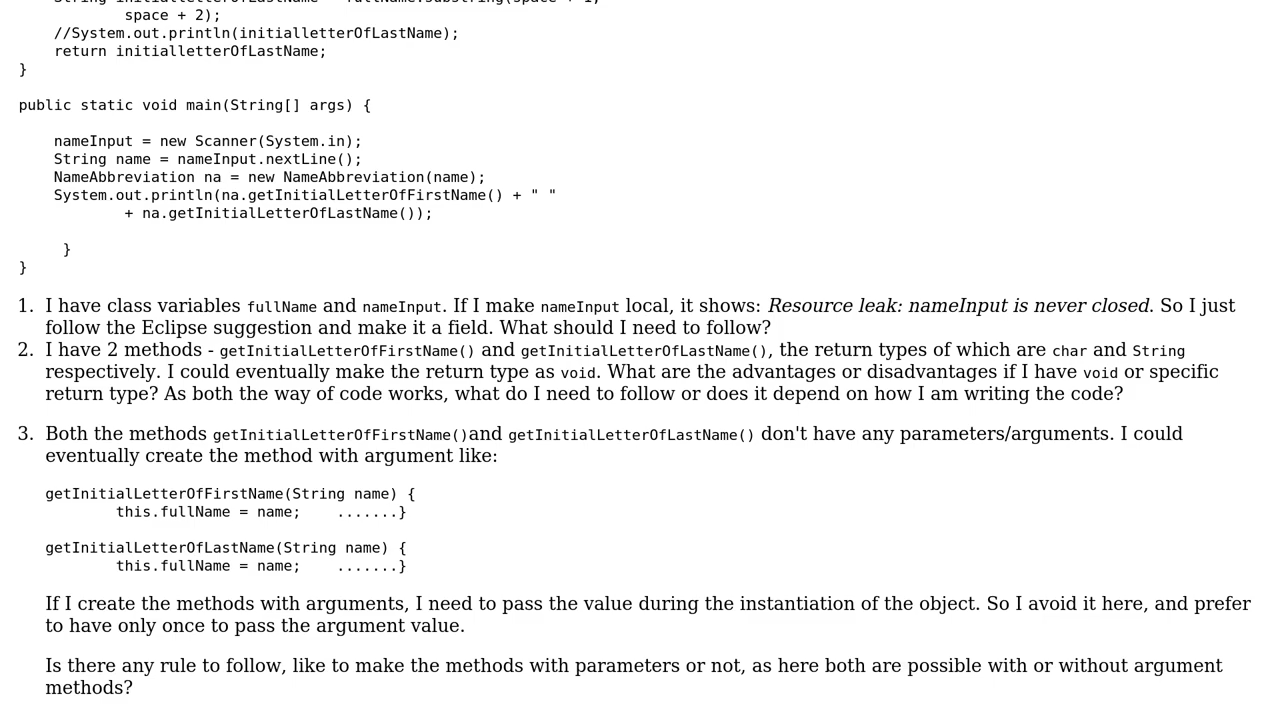 space + 2);
//System.out.println(initialletterOfLastName);
return initialletterOfLastName;
}
public static void main(String[] args) {
nameInput = new Scanner(System.in);
String name = nameInput.nextLine();
NameAbbreviation na = new NameAbbreviation(name);
System.out.println(na.getInitialLetterOfFirstName() + " "
+ na.getInitialLetterOfLastName());
}
}
1. I have class variables fullName and nameInput. If I make nameInput local, it shows: Resource leak: nameInput is never closed. So I just
follow the Eclipse suggestion and make it a field. What should I need to follow?
2. I have 2 methods - getInitialLetterOfFirstName() and getInitialLetterOfLastName(), the return types of which are char and String
respectively. I could eventually make the return type as void. What are the advantages or disadvantages if I have void or specific
return type? As both the way of code works, what do I need to follow or does it depend on how I am writing the code?
3. Both the methods getInitialLetterOfFirstName()and getInitialLetterOfLastName() don't have any parameters/arguments. I could
eventually create the method with argument like:
getInitialLetterOfFirstName(String name) {
this.fullName = name;    .......}
getInitialLetterOfLastName(String name) {
this.fullName = name;    .......}
If I create the methods with arguments, I need to pass the value during the instantiation of the object. So I avoid it here, and prefer
to have only once to pass the argument value.
Is there any rule to follow, like to make the methods with parameters or not, as here both are possible with or without argument
methods?